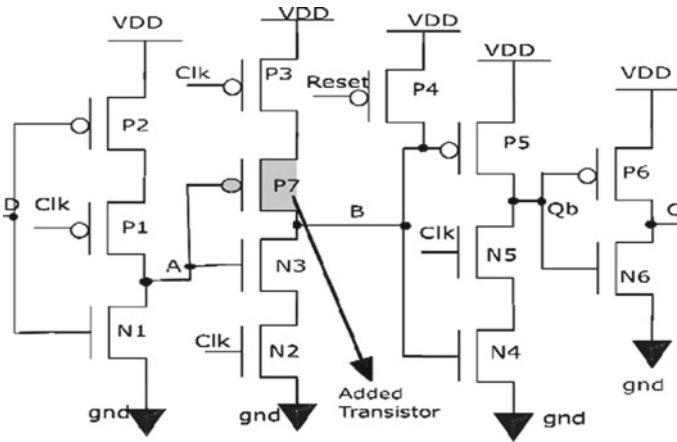 VDD
VDD
VDD
VDD
VDD
Clk
P3
Reset
P4
P2
P5
P6
P7
D
Clk
P1
B
Qb
Q
A
N3
Clk
N5
N6
N1
Clk
N2
N4
Added
Transistor
gnd
gnd
gnd
gnd